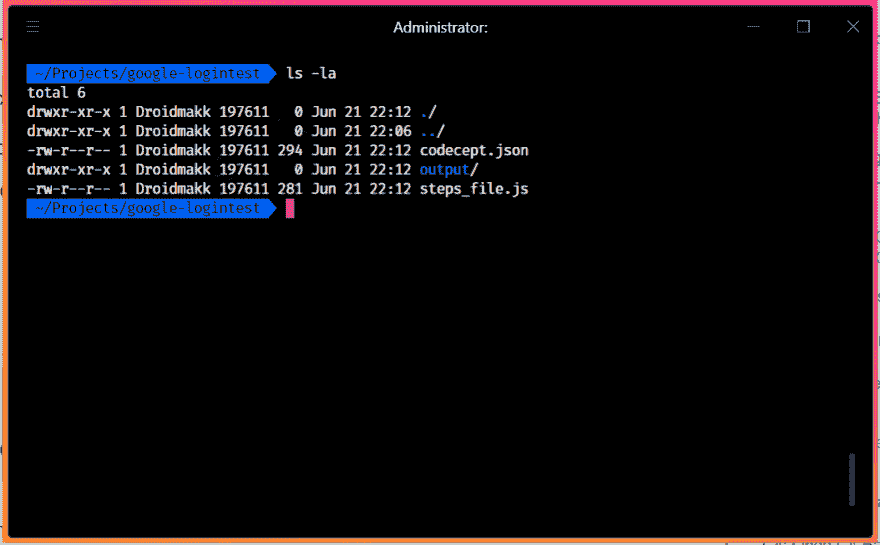 Administrator:
~/Projects/google-logintest ls -la
total 6
drwxr-xr-x 1 Droidmakk 197611   0 Jun 21 22:12 ./
drwxr-xr-x 1 Droidmakk 197611   0 Jun 21 22:06 ../
-rw-r--r-- 1 Droidmakk 197611 294 Jun 21 22:12 codecept.json
drwxr-xr-x 1 Droidmakk 197611   0 Jun 21 22:12 output/
-rw-r--r-- 1 Droidmakk 197611 281 Jun 21 22:12 steps_file.js
~/Projects/google-logintest